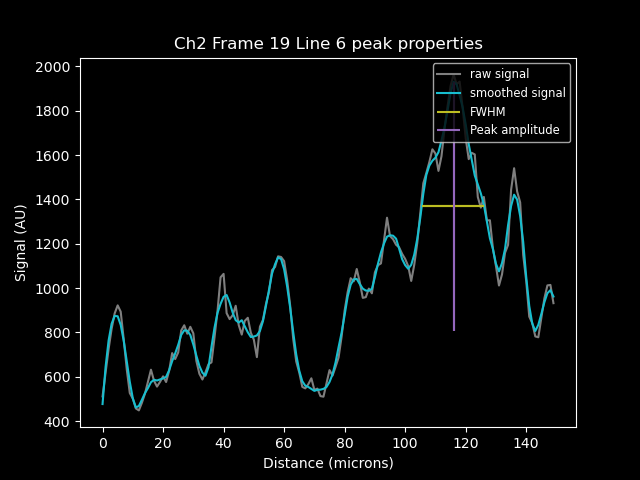 Ch2 Frame 19 Line 6 peak properties
raw signal
smoothed signal
FWHM
Peak amplitude
Signal (AU)
2000
1800
1600
1400
1200
1000
800
600
400
0 20 40 60 80 100 120 140
Distance (microns)